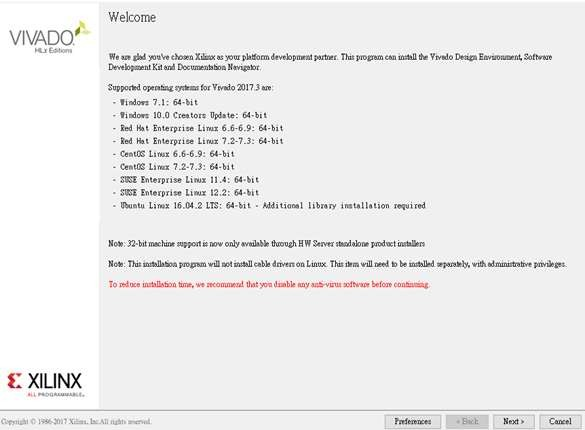 Welcome
VIVADO.
HLx Editions
We are glad you've chosen Xilinx as your platform development partner. This program can install the Vivado Design Environment, Software
Development Kit and Documentation Navigator.
Supported operating systems for Vivado 2017.3 are:
- Windows 7.1: 64-bit
- Windows 10.0 Creators Update: 64-bit
- Red Hat Enterprise Linux 6.6-6.9: 64-bit
- Red Hat Enterprise Linux 7.2-7.3: 64-bit
- CentOS Linux 6.6-6.9: 64-bit
- CentOS Linux 7.2-7.3: 64-bit
- SUSE Enterprise Linux 11.4: 64-bit
- SUSE Enterprise Linux 12.2: 64-bit
- Ubuntu Linux 16.04.2 LTS: 64-bit - Additional library installation required
Note: 32-bit machine support is now only available through HW Server standalone product installers
Note: This installation program will not install cable drivers on Linux. This item will need to be installed separately, with administrative privileges.
To reduce installation time, we recommend that you disable any anti-virus software before continuing.
XILINX
ALL PROGRAMMABLE.
Copyright © 1986-2017 Xilinx, Inc.All rights reserved.
Preferences
< Back
Next >
Cancel